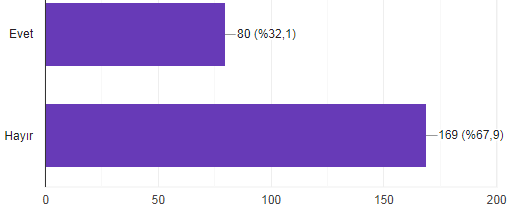 Evet
80 (%32,1)
Hayır
169 (%67,9)
0 50 100 150 200